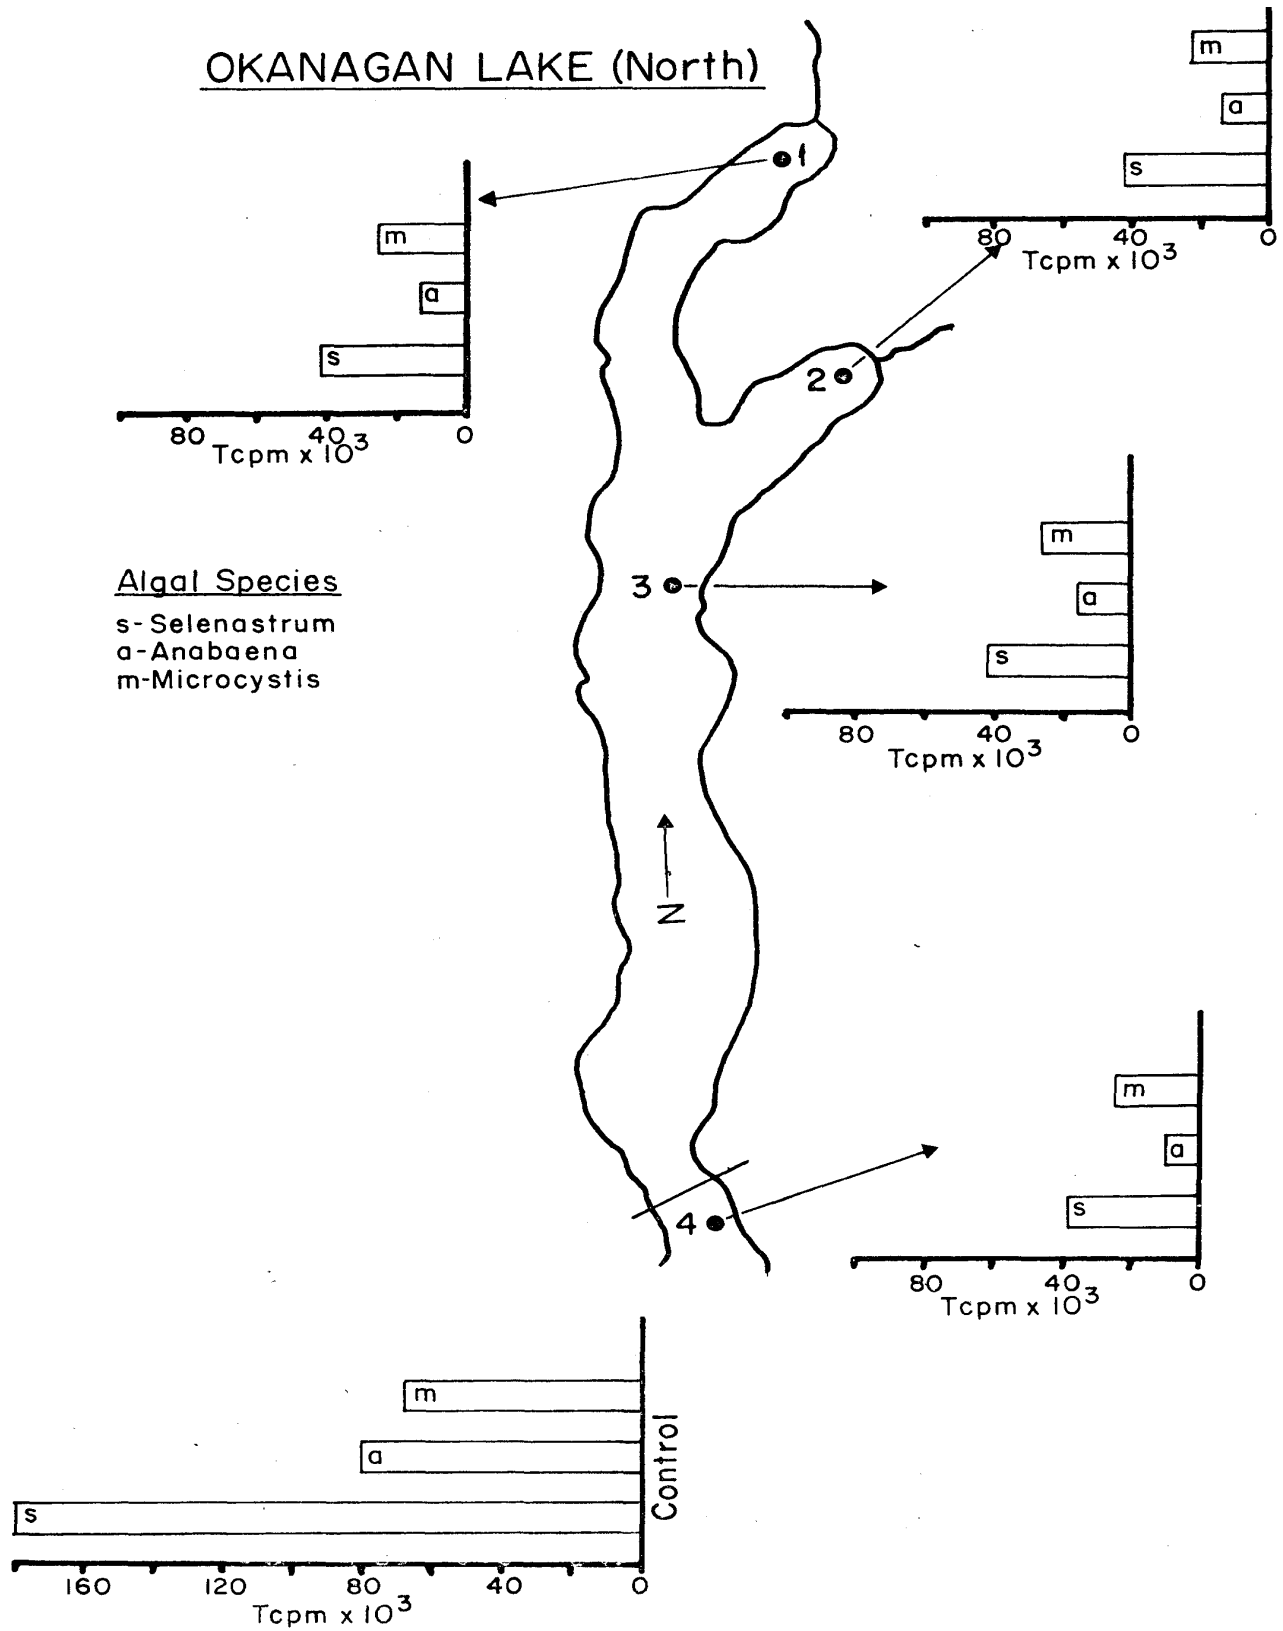 OKANAGAN LAKE (North)
m
a
s
80 40 0
Tcpm x 10³
1
m
a
s
80 40 0
Tcpm x 10³
2
Algal Species
s-Selenastrum
a-Anabaena
m-Microcystis
3
m
a
s
80 40 0
Tcpm x 10³
N
4
m
a
s
80 40 0
Tcpm x 10³
m
a
s
Control
160 120 80 40 0
Tcpm x 10³